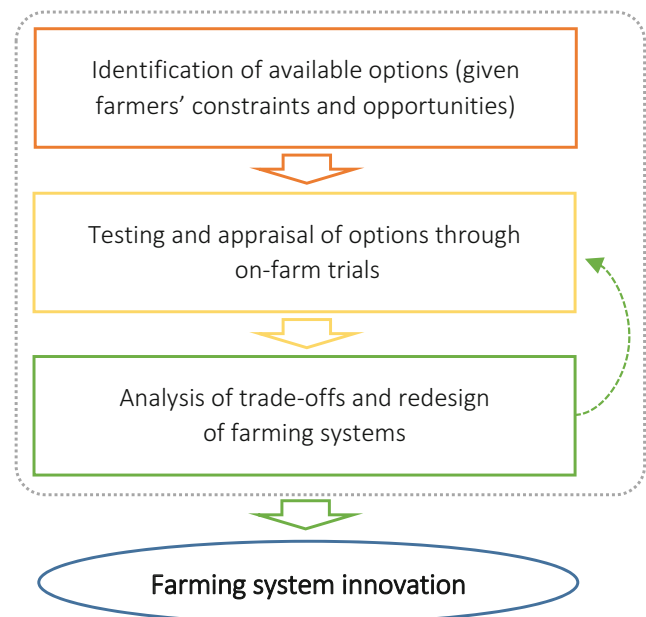 Identification of available options (given
farmers’ constraints and opportunities)
Testing and appraisal of options through
on-farm trials
Analysis of trade-offs and redesign
of farming systems
Farming system innovation